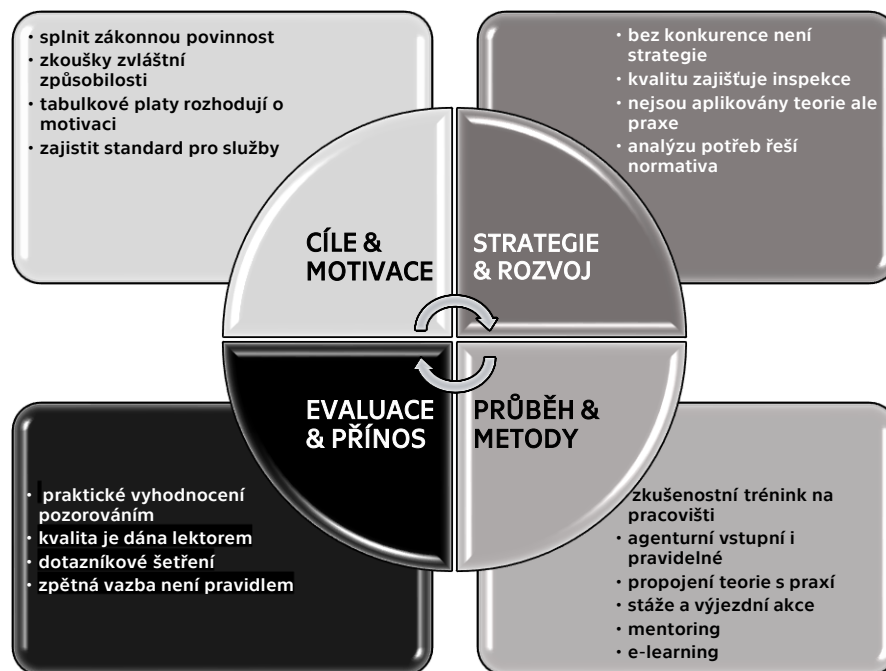 • splnit zákonnou povinnost
• zkoušky zvláštní
způsobilosti
• tabulkové platy rozhodují o
motivaci
• zajistit standard pro služby
• bez konkurence není
strategie
• kvalitu zajišťuje inspekce
• nejsou aplikovány teorie ale
praxe
• analýzu potřeb řeší
normativa
CÍLE &
MOTIVACE
STRATEGIE
& ROZVOJ
EVALUACE
& PŘÍNOS
PRŮBĚH &
METODY
• praktické vyhodnocení
pozorováním
• kvalita je dána lektorem
• dotazníkové šetření
• zpětná vazba není pravidlem
zkušenostní trénink na
pracovišti
• agenturní vstupní i
pravidelné
• propojení teorie s praxí
• stáže a výjezdní akce
• mentoring
• e-learning